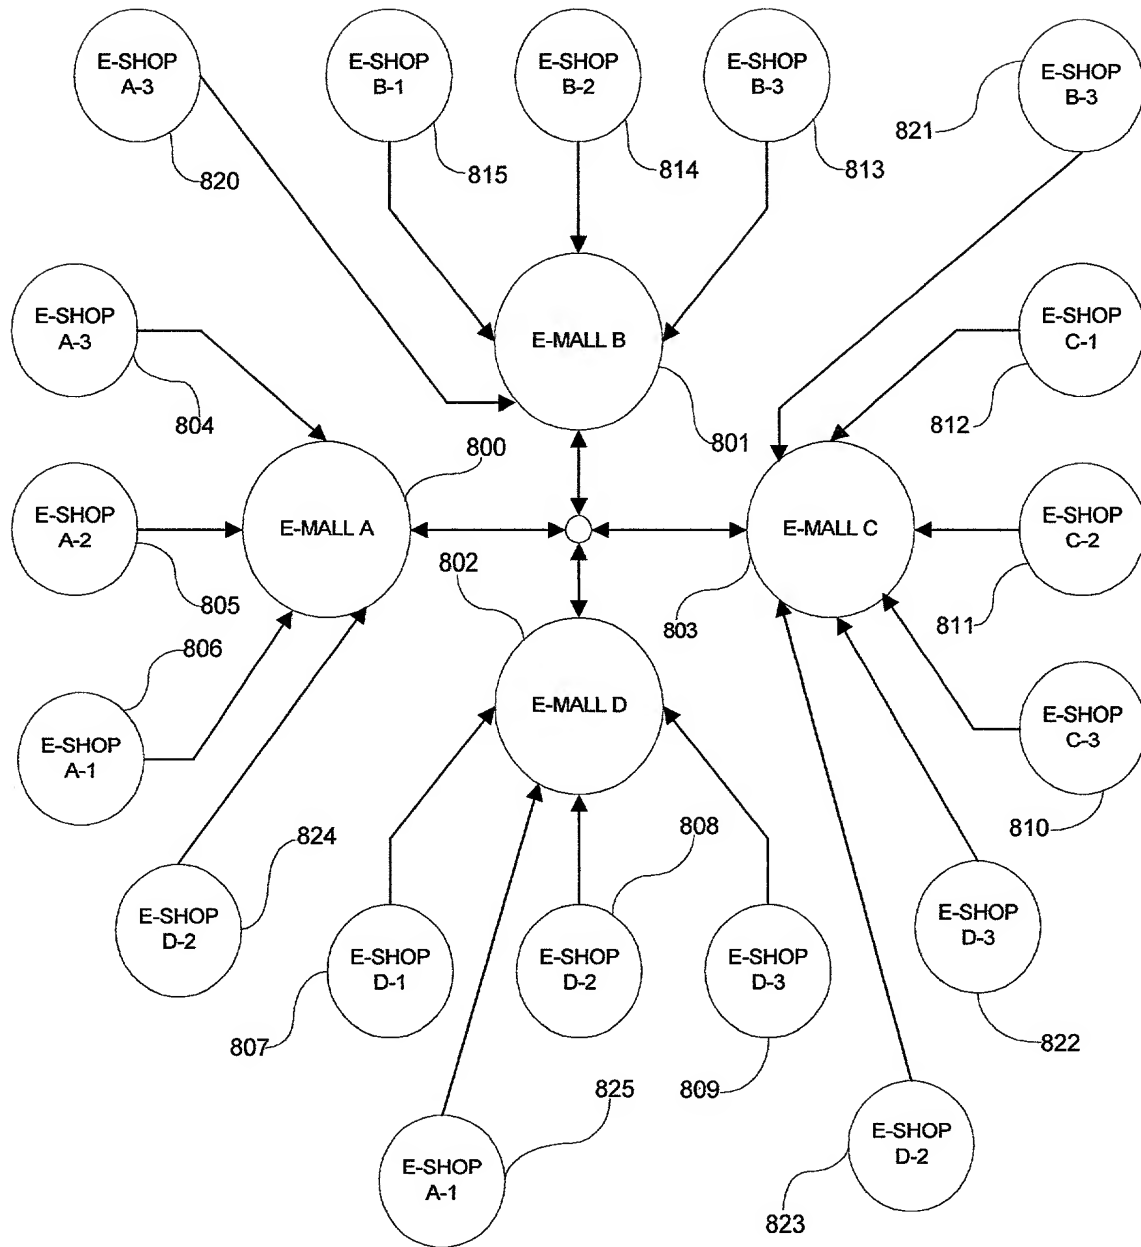 E-SHOP
A-3
E-SHOP
B-1
E-SHOP
B-2
E-SHOP
B-3
E-SHOP
B-3
820
815
814
813
821
E-SHOP
A-3
E-MALL B
E-SHOP
C-1
804
800
801
812
E-SHOP
A-2
E-MALL A
E-MALL C
E-SHOP
C-2
805
802
803
811
806
E-SHOP
A-1
E-MALL D
E-SHOP
C-3
824
808
810
E-SHOP
D-2
E-SHOP
D-1
E-SHOP
D-2
E-SHOP
D-3
E-SHOP
D-3
807
825
809
822
E-SHOP
A-1
E-SHOP
D-2
823